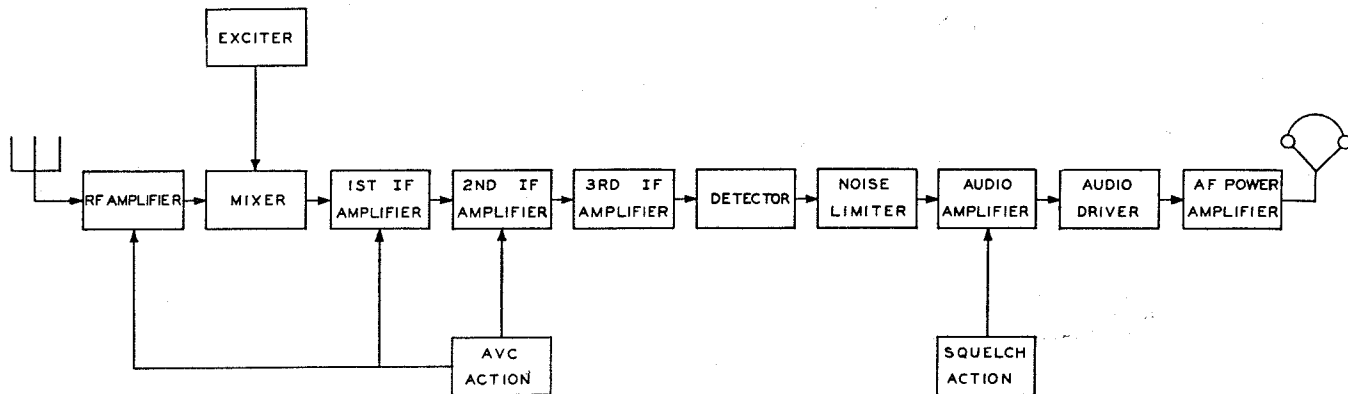 EXCITER
RF AMPLIFIER
MIXER
1ST IF
AMPLIFIER
2ND IF
AMPLIFIER
3RD IF
AMPLIFIER
DETECTOR
NOISE
LIMITER
AUDIO
AMPLIFIER
AUDIO
DRIVER
AF POWER
AMPLIFIER
AVC
ACTION
SQUELCH
ACTION